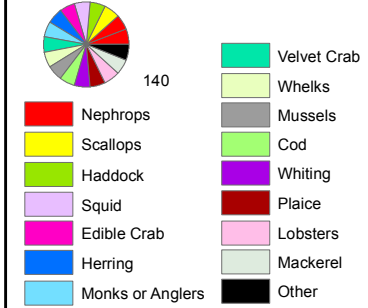 140
Nephrops
Scallops
Haddock
Squid
Edible Crab
Herring
Monks or Anglers
Velvet Crab
Whelks
Mussels
Cod
Whiting
Plaice
Lobsters
Mackerel
Other